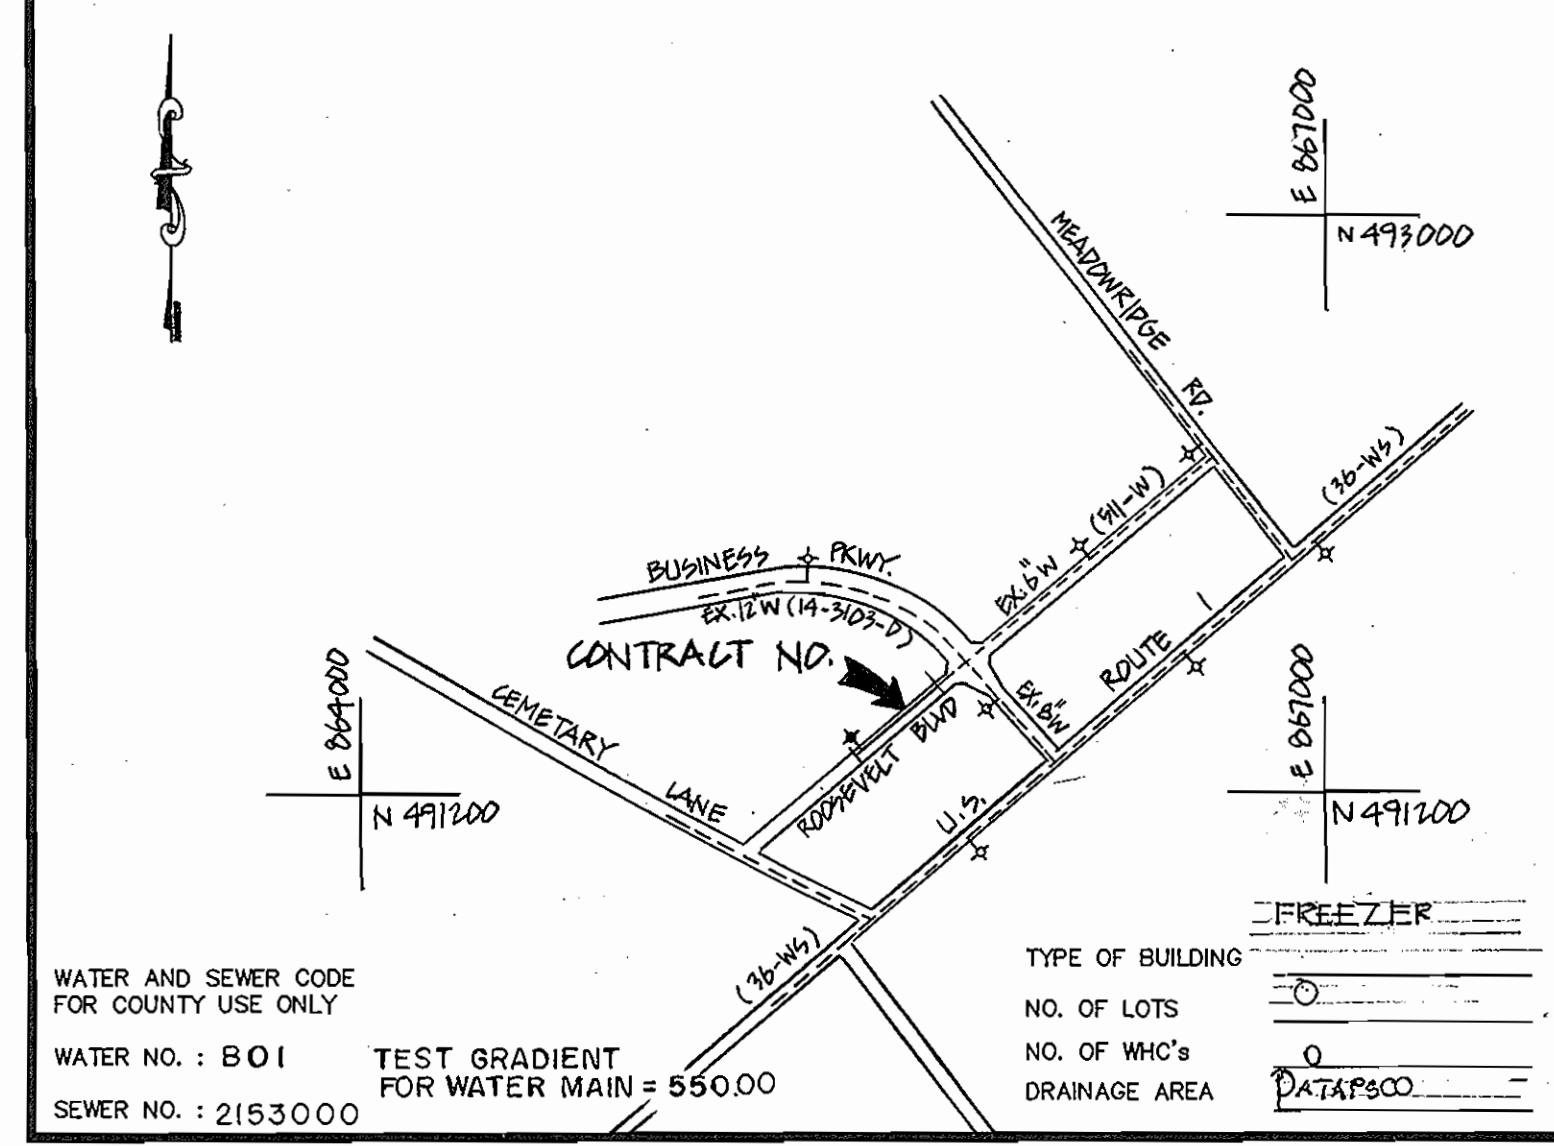 E 867000
N 493000
MEADOWRIDGE RD.
(36-WS)
(511-W)
EX. 6" W
BUSINESS PKWY.
EX. 12" W (14-3103-D)
CONTRACT NO.
E 864000
N 491200
CEMETARY LANE
ROOSEVELT BLVD
EX. 8" W
U.S. ROUTE 1
E 867000
N 491200
(36-WS)
WATER AND SEWER CODE
FOR COUNTY USE ONLY
WATER NO. : B01
SEWER NO. : 2153000
TEST GRADIENT
FOR WATER MAIN = 550.00
TYPE OF BUILDING FREEZER
NO. OF LOTS 0
NO. OF WHC's 0
DRAINAGE AREA PATAPSCO